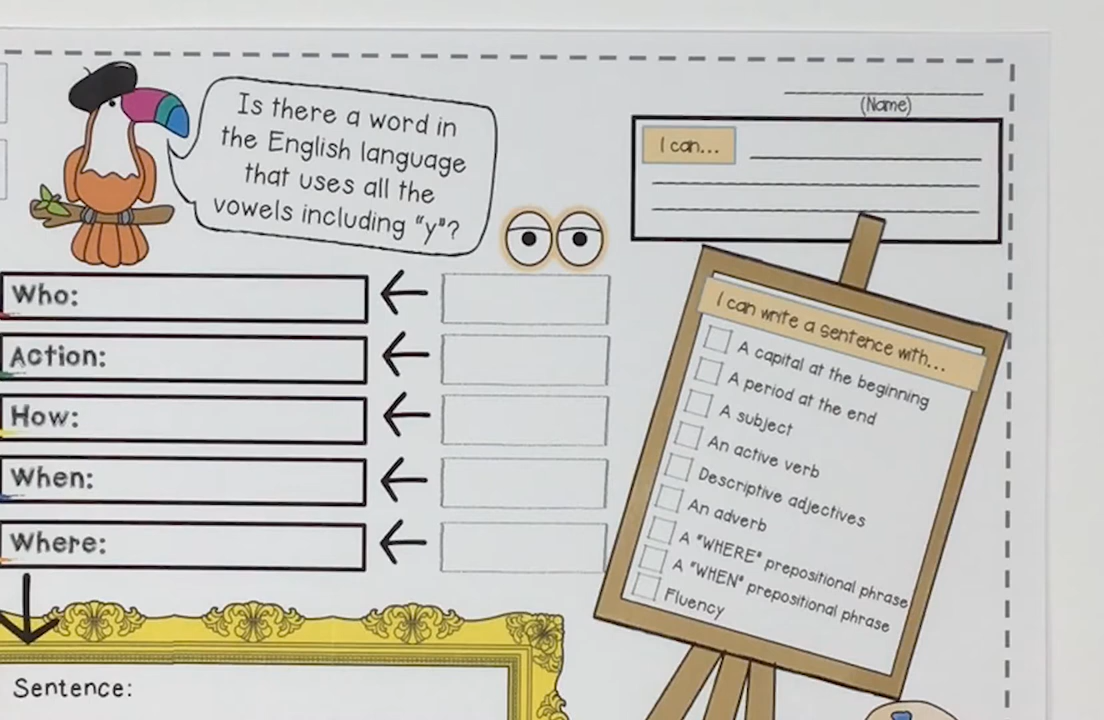 Is there a word in
the English language
that uses all the
vowels including "y"?
(Name)
I can...
Who:
Action:
How:
When:
Where:
I can write a sentence with...
A capital at the beginning
A period at the end
A subject
An active verb
Descriptive adjectives
An adverb
A "WHERE" prepositional phrase
A "WHEN" prepositional phrase
Fluency
Sentence: